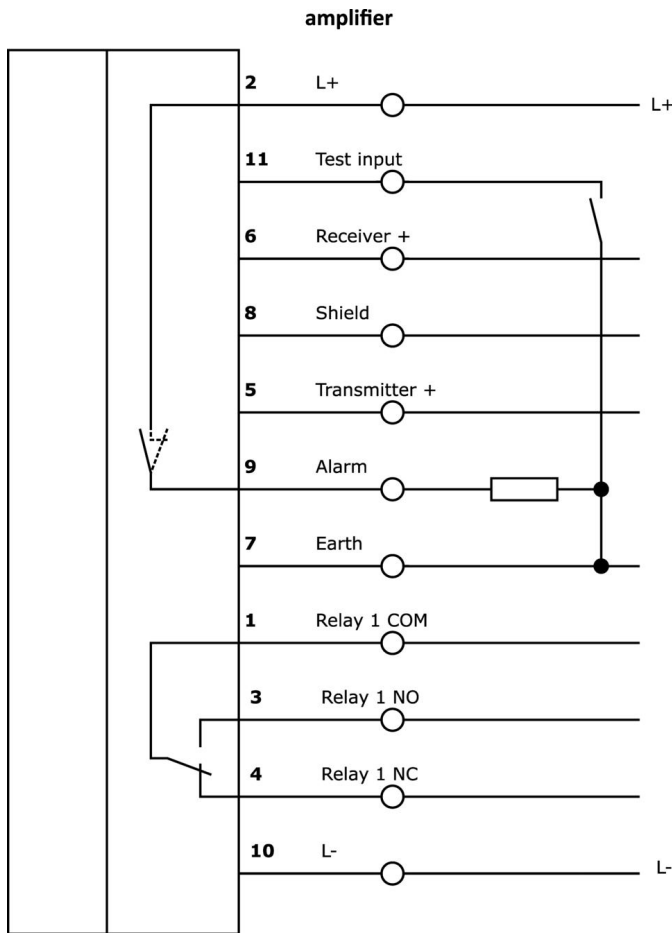 amplifier
2 L+
L+
11 Test input
6 Receiver +
8 Shield
5 Transmitter +
9 Alarm
7 Earth
1 Relay 1 COM
3 Relay 1 NO
4 Relay 1 NC
10 L-
L-